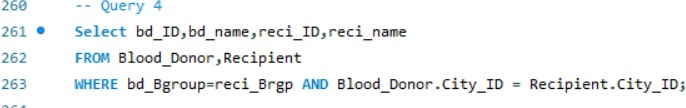 260 -- Query 4
261 Select bd_ID,bd_name,reci_ID,reci_name
262 FROM Blood_Donor,Recipient
263 WHERE bd_Bgroup=reci_Brgp AND Blood_Donor.City_ID = Recipient.City_ID;